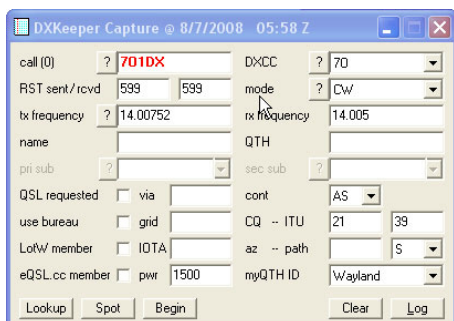 DXKeeper Capture @ 8/7/2008 05:58 Z
call (0) ? 7O1DX DXCC ? 7O
RST sent/rcvd 599 599 mode ? CW
tx frequency ? 14.00752 rx frequency 14.005
name QTH
pri sub ? sec sub ?
QSL requested via cont AS
use bureau grid CQ -- ITU 21 39
LotW member IOTA az -- path S
eQSL.cc member pwr 1500 myQTH ID Wayland
Lookup Spot Begin Clear Log